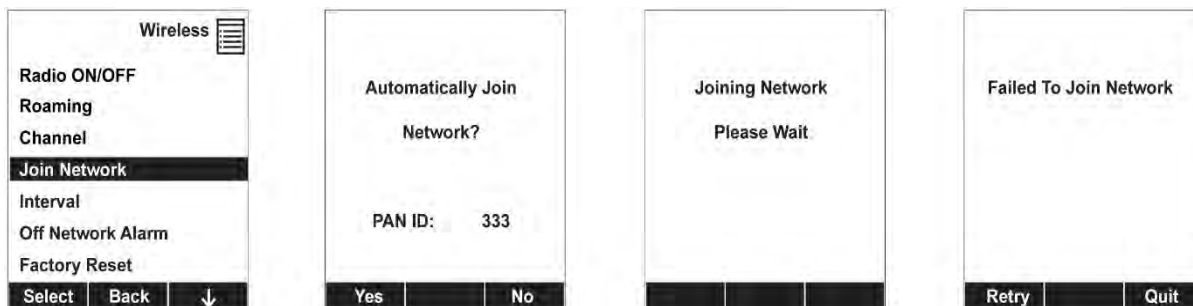 Wireless
Radio ON/OFF
Roaming
Channel
Join Network
Interval
Off Network Alarm
Factory Reset
Select Back ↓
Automatically Join
Network?
PAN ID: 333
Yes No
Joining Network
Please Wait
Failed To Join Network
Retry Quit